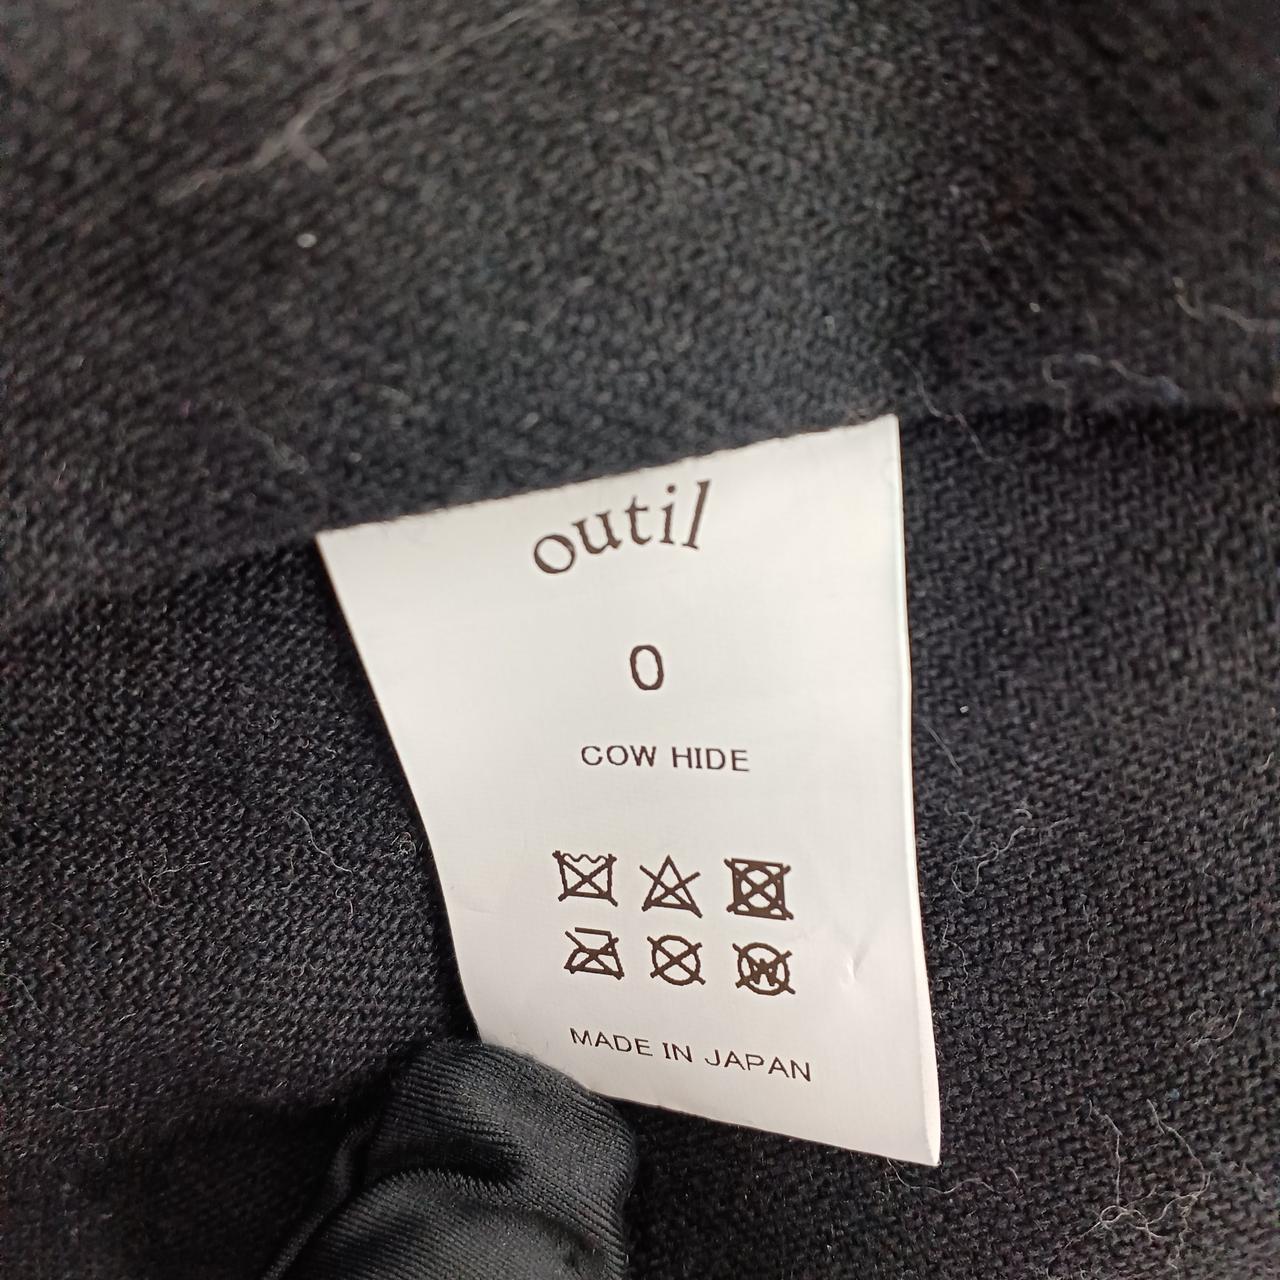 outil
0
COW HIDE
W
MADE IN JAPAN